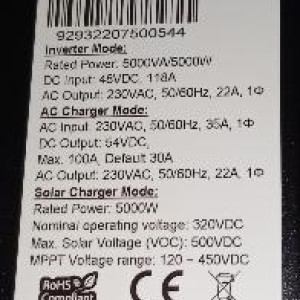 92932207500544
Inverter Mode:
Rated Power: 5000VA/5000W
DC Input: 48VDC, 118A
AC Output: 230VAC, 50/60Hz, 22A, 1Φ
AC Charger Mode:
AC Input: 230VAC, 50/60Hz, 35A, 1Φ
DC Output: 54VDC,
Max. 100A, Default 30A
AC Output: 230VAC, 50/60Hz, 22A, 1Φ
Solar Charger Mode:
Rated Power: 5000W
Nominal operating voltage: 320VDC
Max. Solar Voltage (VOC): 500VDC
MPPT Voltage range: 120 ~ 450VDC
RoHS
Compliant
CE